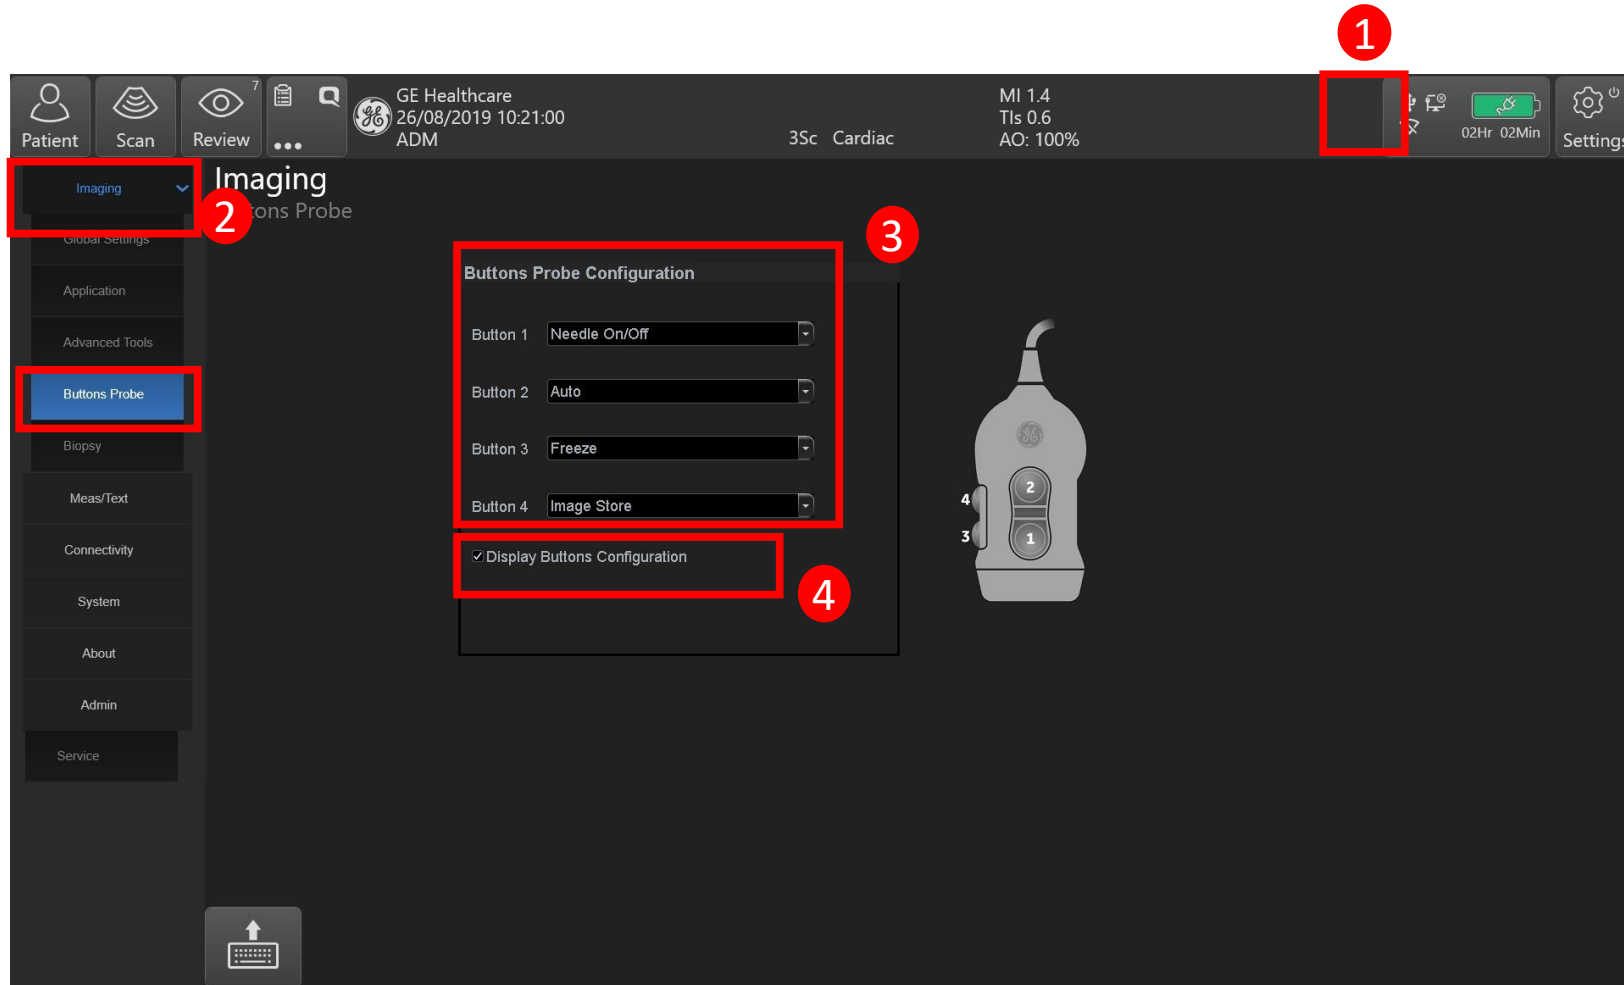 1
7
GE Healthcare
MI 1.4
26/08/2019 10:21:00
TIs 0.6
02Hr 02Min
Patient
Scan
Review
ADM
3Sc Cardiac
AO: 100%
Settings
Imaging
Imaging
2
Probe
Global Settings
3
Application
Buttons Probe Configuration
Advanced Tools
Button 1 Needle On/Off
Buttons Probe
Button 2 Auto
Biopsy
Button 3 Freeze
Meas/Text
Button 4 Image Store
2
4
3
1
Connectivity
Display Buttons Configuration
4
System
About
Admin
Service